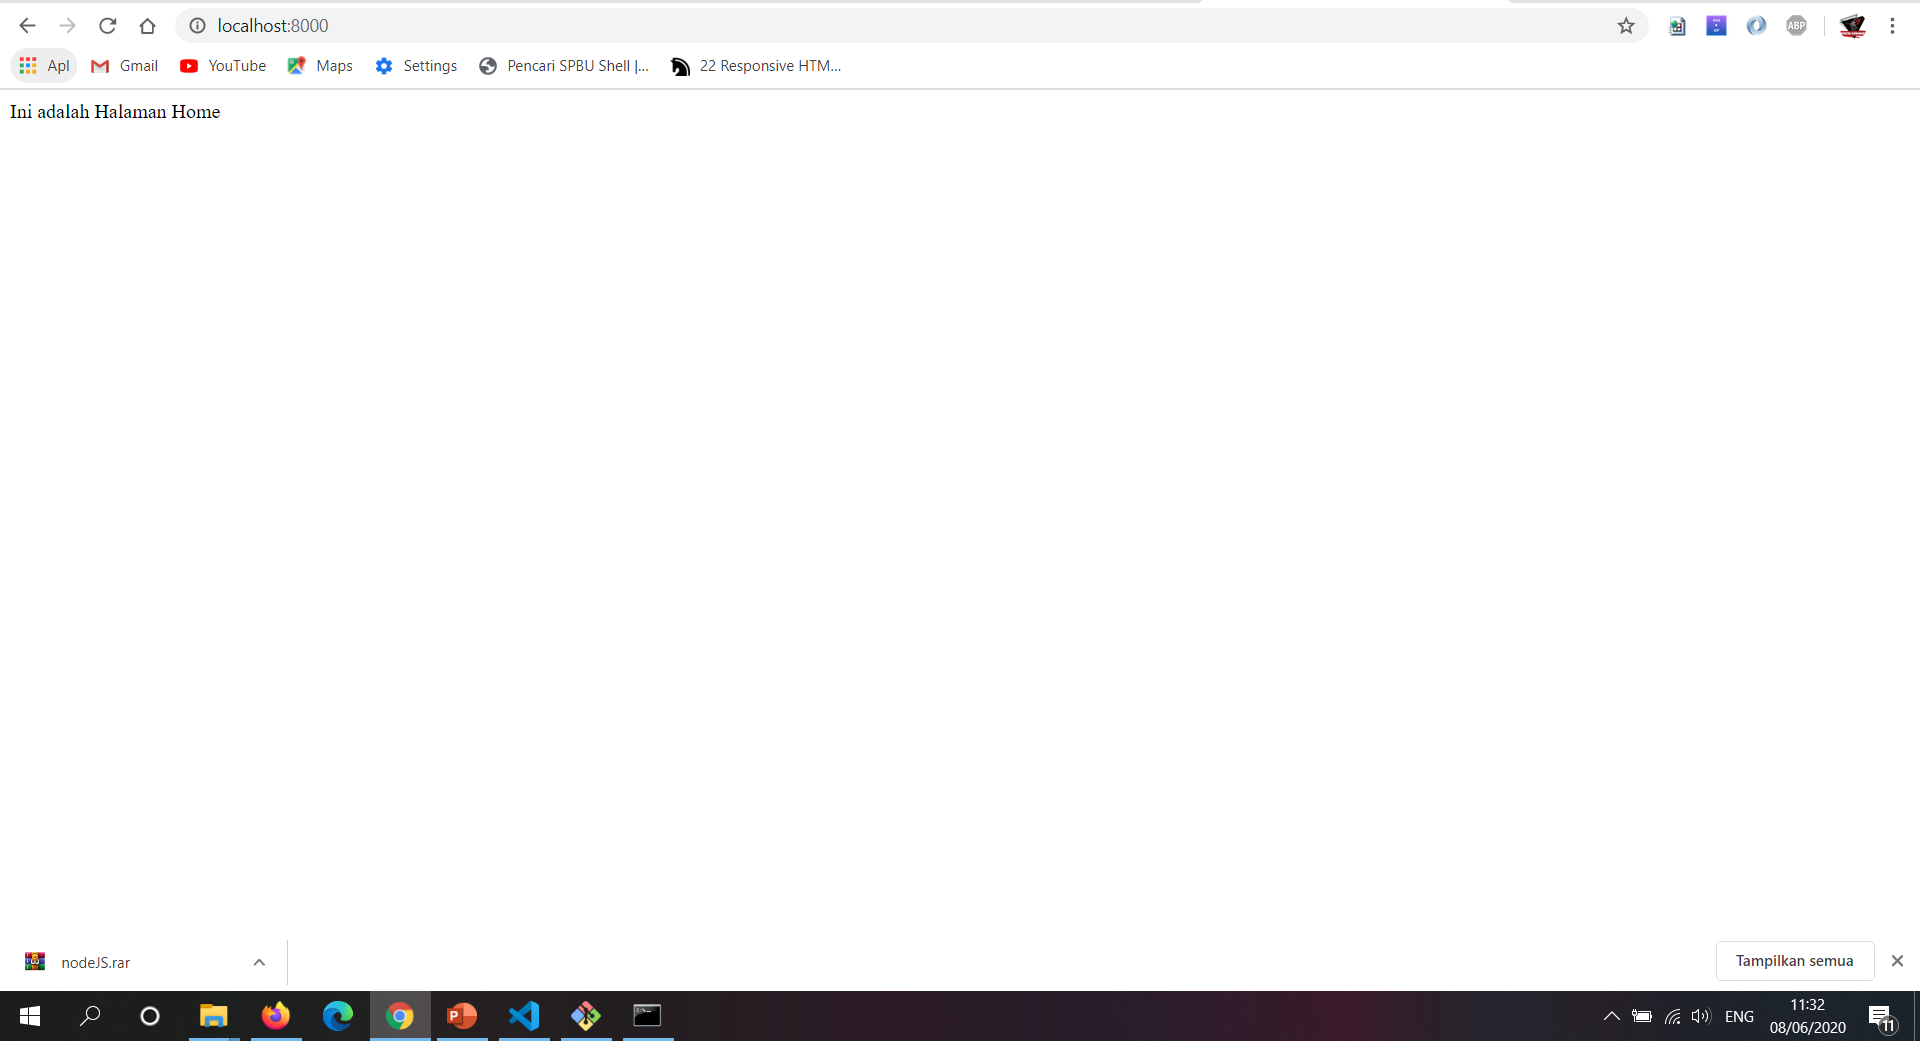 localhost:8000
ABP
Apl Gmail YouTube Maps Settings Pencari SPBU Shell |... 22 Responsive HTM...
Ini adalah Halaman Home
nodeJS.rar
Tampilkan semua
ENG
11:32
08/06/2020
11